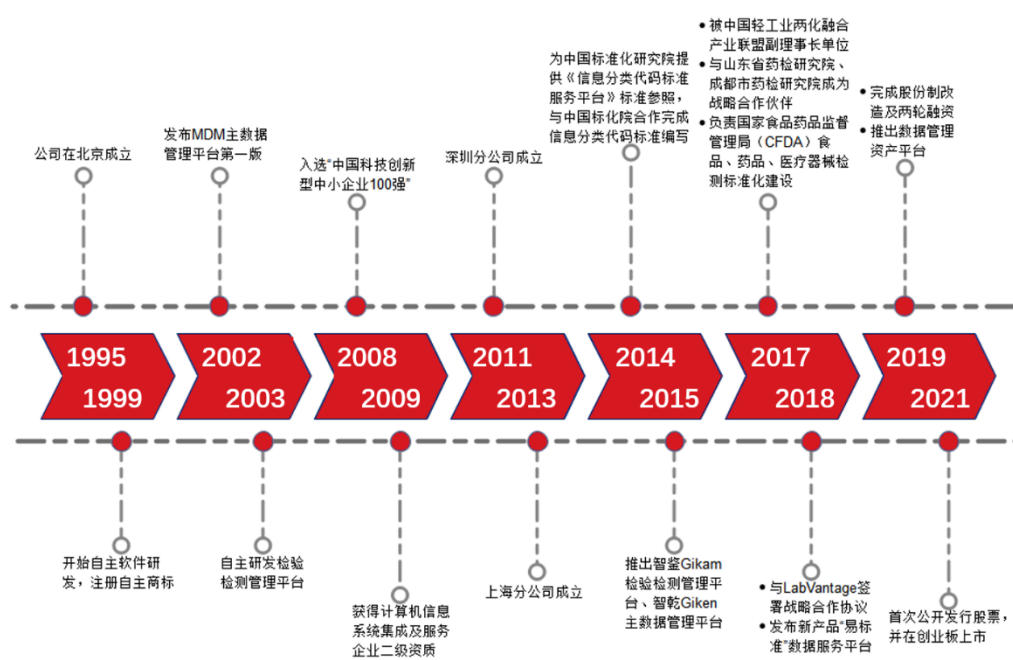 公司在北京成立
发布MDM主数据
管理平台第一版
入选“中国科技创新
型中小企业100强”
深圳分公司成立
为中国标准化研究院提
供《信息分类代码标准
服务平台》标准参照，
与中国标化院合作完成
信息分类代码标准编写
•被中国轻工业两化融合
产业联盟副理事长单位
•与山东省药检研究院、
成都市药检研究院成为
战略合作伙伴
•负责国家食品药品监督
管理局（CFDA）食
品、药品、医疗器械检
测标准化建设
•完成股份制改
造及两轮融资
•推出数据管理
资产平台
1995
1999
2002
2003
2008
2009
2011
2013
2014
2015
2017
2018
2019
2021
开始自主软件研
发，注册自主商标
自主研发检验
检测管理平台
获得计算机信息
系统集成及服务
企业二级资质
上海分公司成立
推出智鉴Gikam
检验检测管理平
台、智乾Giken
主数据管理平台
•与LabVantage签
署战略合作协议
•发布新产品“易标
准”数据服务平台
首次公开发行股票，
并在创业板上市